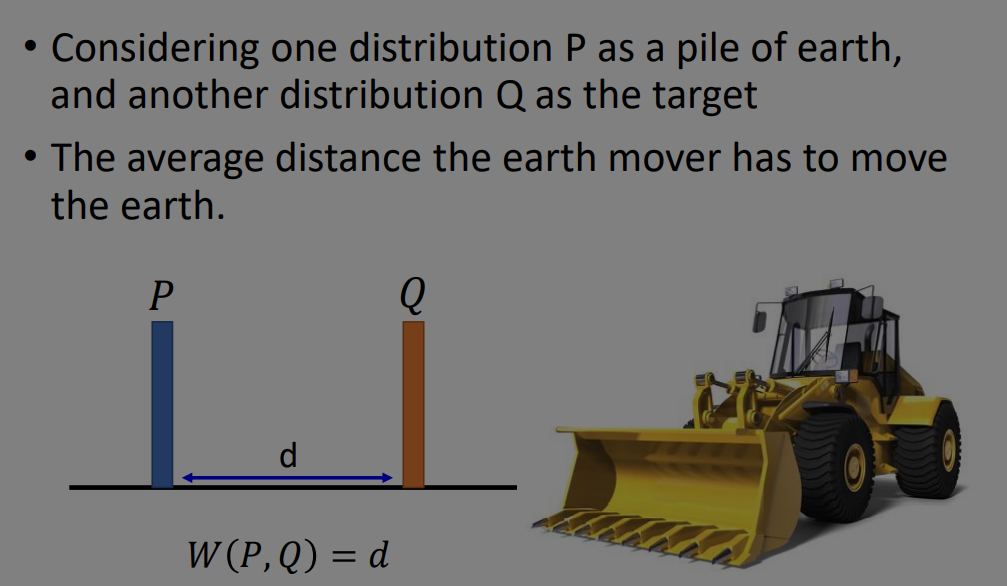 • Considering one distribution P as a pile of earth,
and another distribution Q as the target
• The average distance the earth mover has to move
the earth.
P
Q
d
W(P, Q) = d